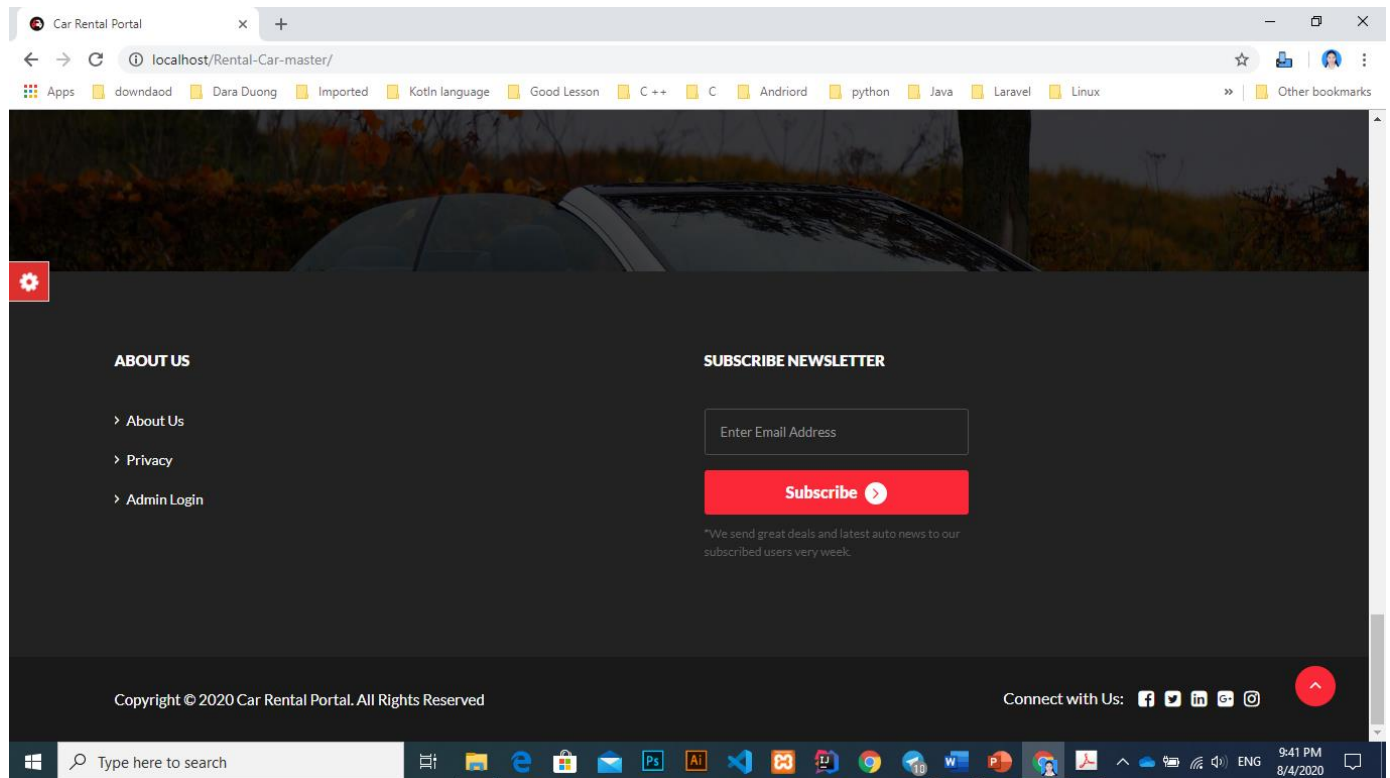 Car Rental Portal
localhost/Rental-Car-master/
Apps downdaod Dara Duong Imported Kotln language Good Lesson C ++ C Andriord python Java Laravel Linux » Other bookmarks
ABOUT US
About Us
Privacy
Admin Login
SUBSCRIBE NEWSLETTER
Enter Email Address
Subscribe
*We send great deals and latest auto news to our
subscribed users very week.
Copyright © 2020 Car Rental Portal. All Rights Reserved
Connect with Us:
Type here to search
Ps
Ai
10
ENG
9:41 PM
8/4/2020